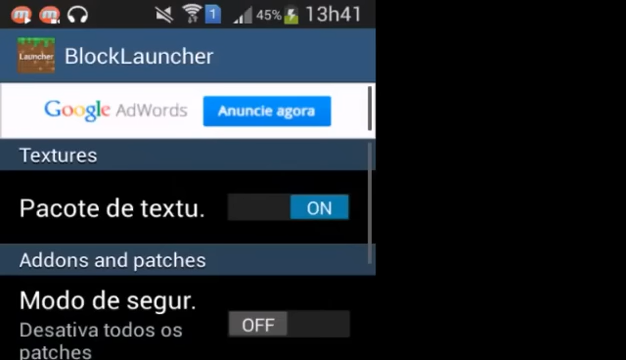 1 45% 13h41
Launcher BlockLauncher
Google AdWords Anuncie agora
Textures
Pacote de textu. ON
Addons and patches
Modo de segur.
Desativa todos os OFF
patches